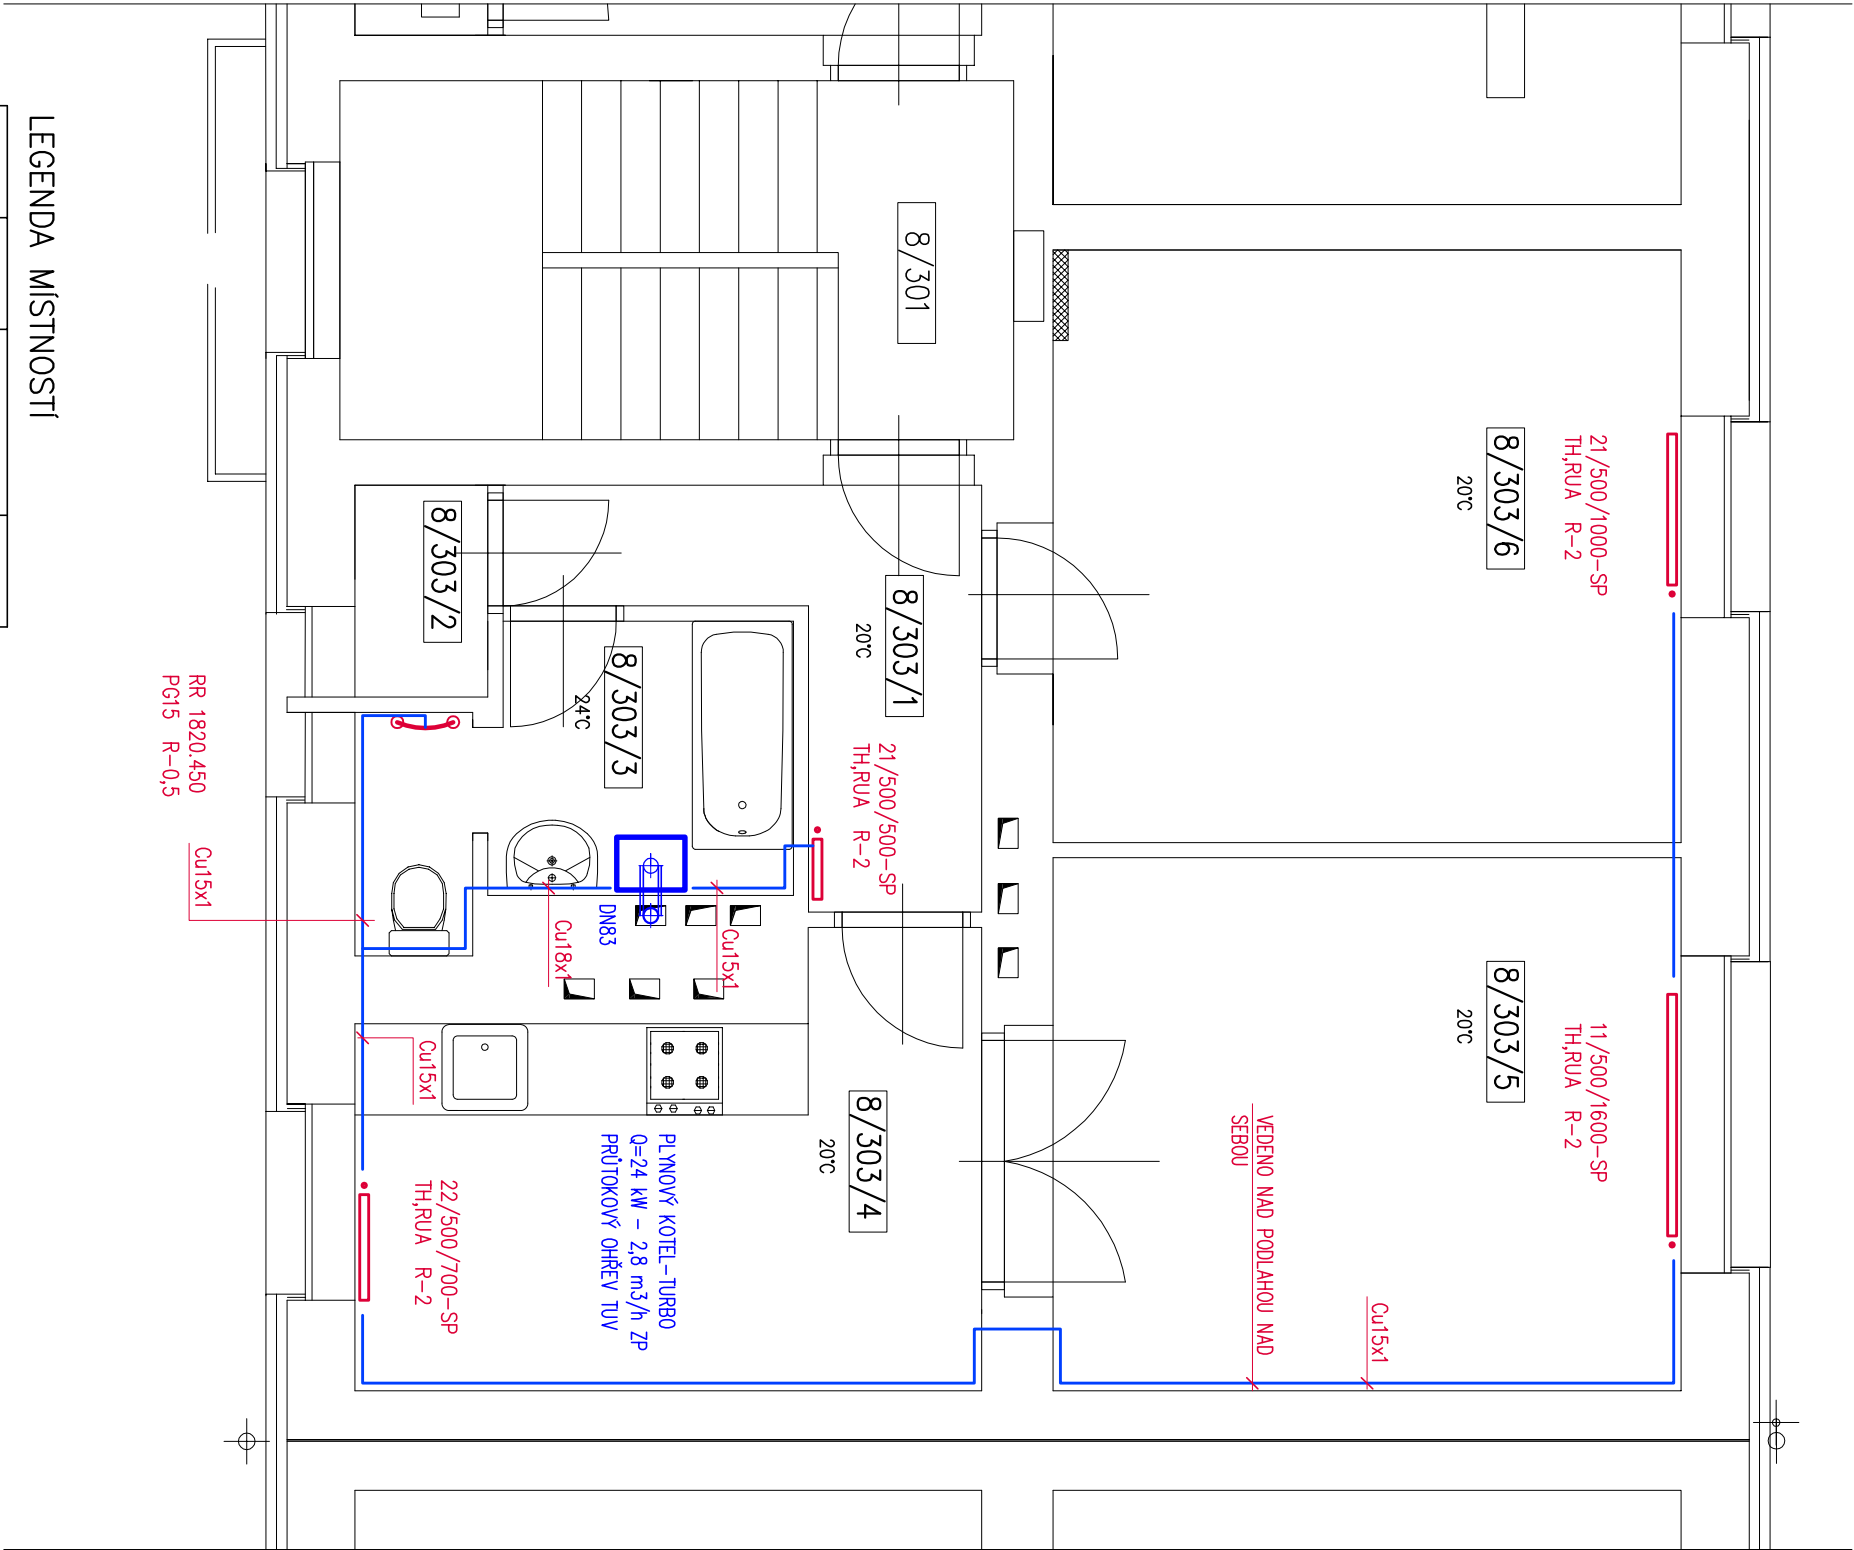 LEGENDA MÍSTNOSTÍ
8/301
21/500/1000-SP
TH,RUA R-2
8/303/6
20°C
8/303/2
8/303/1
20°C
8/303/3
24°C
21/500/500-SP
TH,RUA R-2
RR 1820.450
PG15 R-0,5
Cu15x1
DN83
Cu18x1
Cu15x1
Cu15x1
8/303/5
20°C
11/500/1600-SP
TH,RUA R-2
8/303/4
20°C
VEDENO NAD PODLAHOU NAD
SEBOU
PLYNOVÝ KOTEL-TURBO
Q=24 kW - 2,8 m3/h ZP
PRŮTOKOVÝ OHŘEV TUV
22/500/700-SP
TH,RUA R-2
Cu15x1